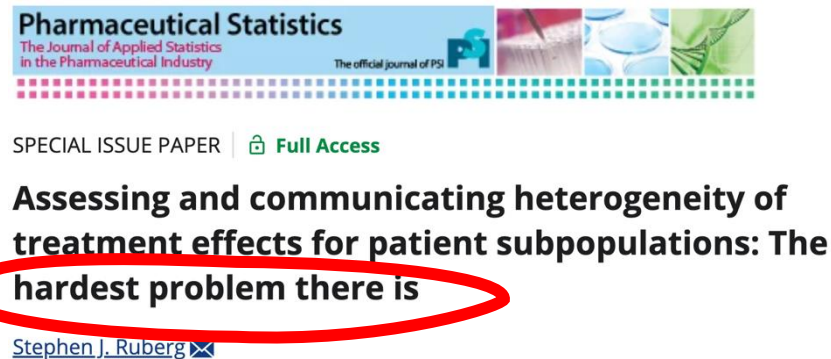 Pharmaceutical Statistics
The Journal of Applied Statistics
in the Pharmaceutical Industry
The official journal of PSI
PSI
SPECIAL ISSUE PAPER Full Access
Assessing and communicating heterogeneity of
treatment effects for patient subpopulations: The
hardest problem there is
Stephen J. Ruberg